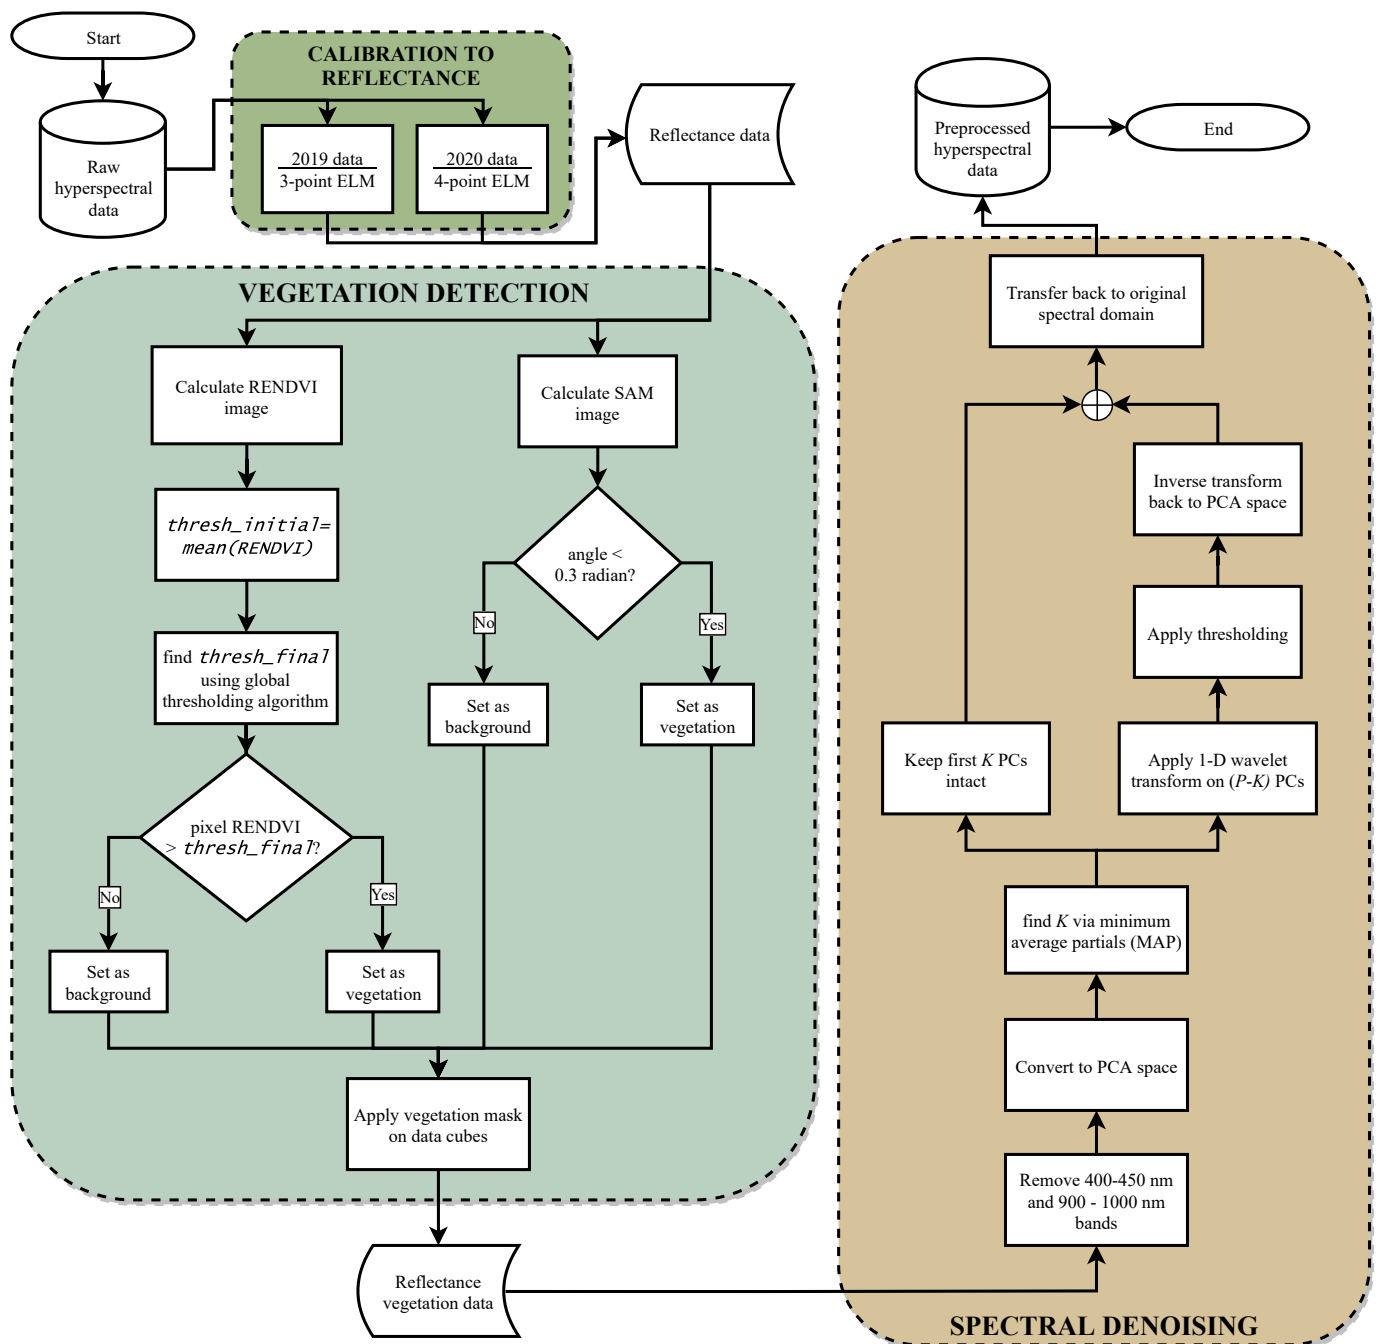 Start
Raw
hyperspectral
data
CALIBRATION TO
REFLECTANCE
2019 data
3-point ELM
2020 data
4-point ELM
Reflectance data
VEGETATION DETECTION
Calculate RENDVI
image
thresh_initial=
mean(RENDVI)
find thresh_final
using global
thresholding algorithm
pixel RENDVI
> thresh_final?
No
Yes
Set as
background
Set as
vegetation
Calculate SAM
image
angle <
0.3 radian?
No
Yes
Set as
background
Set as
vegetation
Apply vegetation mask
on data cubes
Reflectance
vegetation data
SPECTRAL DENOISING
Remove 400-450 nm
and 900 - 1000 nm
bands
Convert to PCA space
find K via minimum
average partials (MAP)
Keep first K PCs
intact
Apply 1-D wavelet
transform on (P-K) PCs
Apply thresholding
Inverse transform
back to PCA space
Transfer back to original
spectral domain
Preprocessed
hyperspectral
data
End